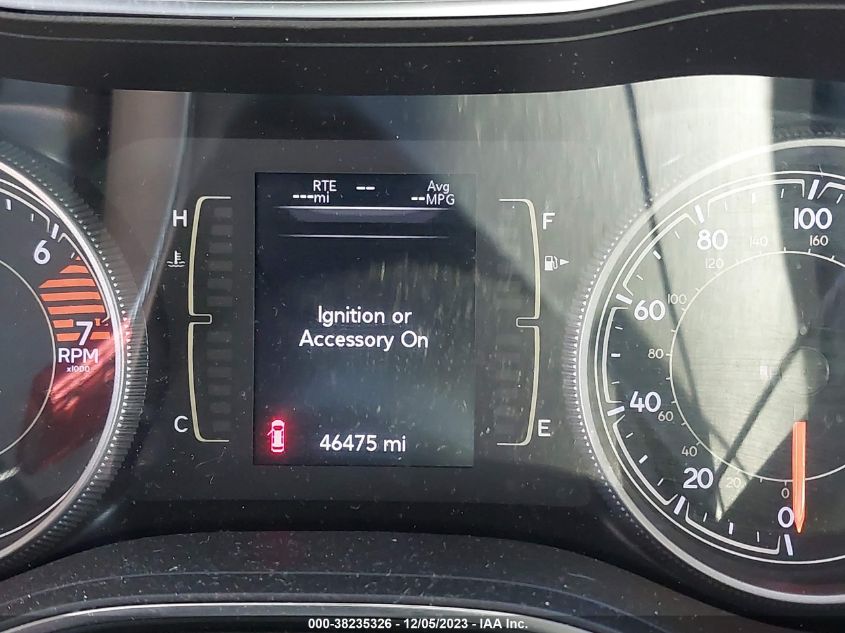 RTE -- Avg
---mi --MPG
H
F
6
7
RPM
x1000
Ignition or
Accessory On
C
E
46475 mi
100
80
60
40
20
0
160
140
120
100
80
60
40
20
0
000-38235326 - 12/05/2023 - IAA Inc.